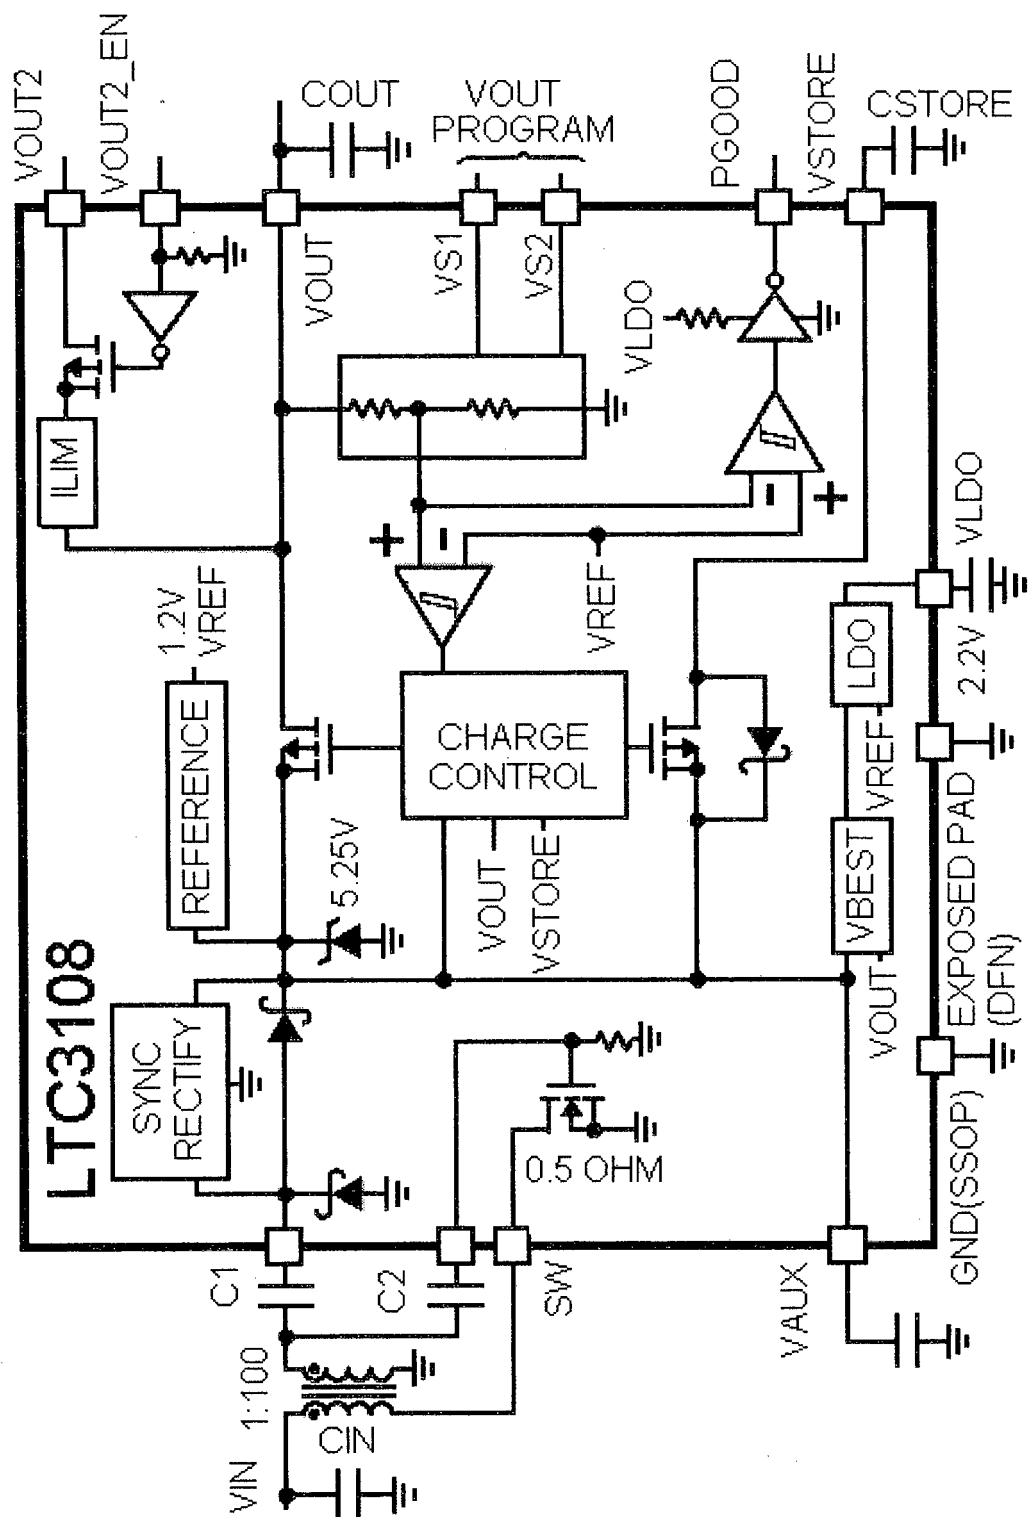 LTC3108
VIN
CIN
1:100
C1
C2
SW
VAUX
SYNC
RECTIFY
REFERENCE
1.2V
VREF
5.25V
0.5 OHM
CHARGE
CONTROL
VOUT
VSTORE
VREF
ILIM
VOUT2
VOUT2_EN
VOUT
COUT
VOUT
PROGRAM
VS1
VS2
VLDO
PGOOD
VSTORE
CSTORE
+
-
-
+
VBEST
VOUT
LDO
VREF
VLDO
2.2V
EXPOSED PAD
(DFN)
GND(SSOP)